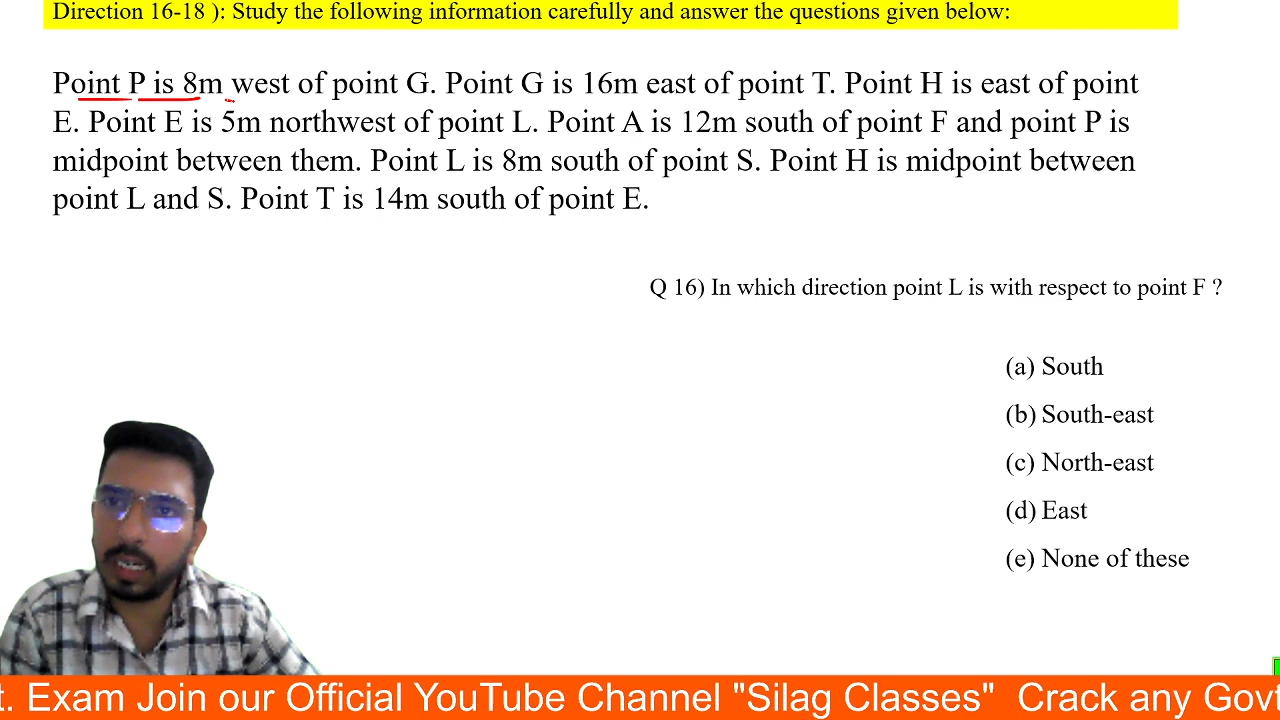 Direction 16-18 ): Study the following information carefully and answer the questions given below:
Point P is 8m west of point G. Point G is 16m east of point T. Point H is east of point
E. Point E is 5m northwest of point L. Point A is 12m south of point F and point P is
midpoint between them. Point L is 8m south of point S. Point H is midpoint between
point L and S. Point T is 14m south of point E.
Q 16) In which direction point L is with respect to point F ?
(a) South
(b) South-east
(c) North-east
(d) East
(e) None of these
t. Exam Join our Official YouTube Channel "Silag Classes" Crack any Govt